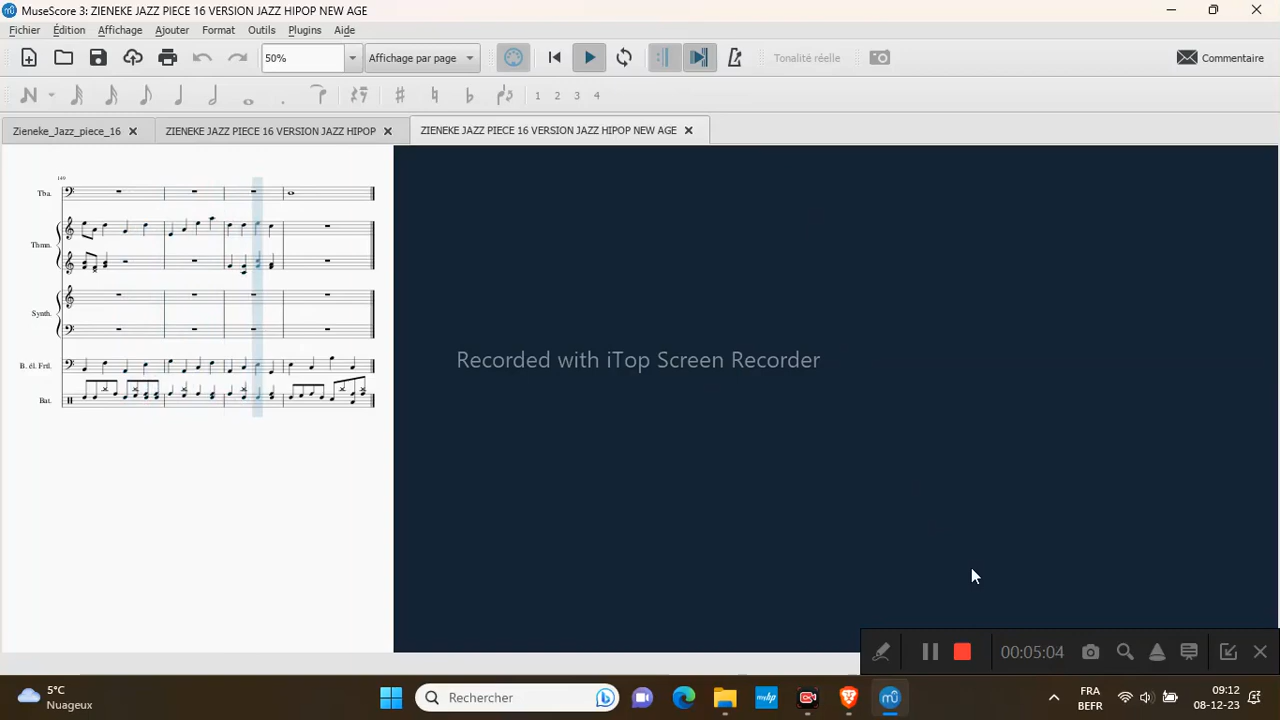 MuseScore 3: ZIENEKE JAZZ PIECE 16 VERSION JAZZ HIPOP NEW AGE
Fichier Édition Affichage Ajouter Format Outils Plugins Aide
50% Affichage par page Tonalité réelle Commentaire
1 2 3 4
Zieneke_Jazz_piece_16 ZIENEKE JAZZ PIECE 16 VERSION JAZZ HIPOP ZIENEKE JAZZ PIECE 16 VERSION JAZZ HIPOP NEW AGE
Tba.
Thmn.
Synth.
B. él. Frtl.
Bat.
Recorded with iTop Screen Recorder
00:05:04
5°C
Nuageux
Rechercher
FRA
BEFR
09:12
08-12-23